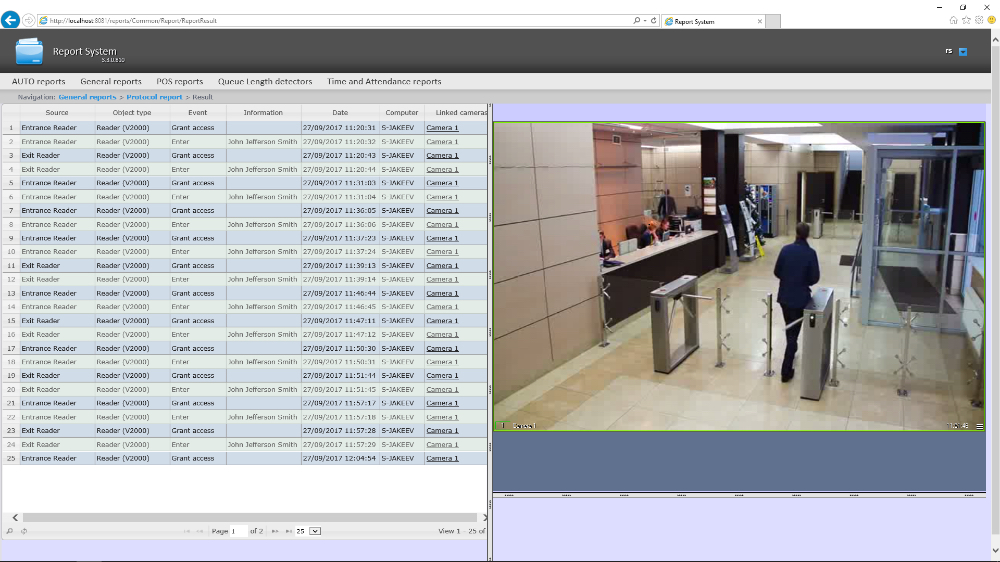 http://localhost:8081/reports/Common/Report/ReportResult
Report System
Report System
3.3.0.810
rs
AUTO reports General reports POS reports Queue Length detectors Time and Attendance reports
Navigation: General reports > Protocol report > Result
Source Object type Event Information Date Computer Linked cameras
1 Entrance Reader Reader (V2000) Grant access 27/09/2017 11:20:31 S-JAKEEV Camera 1
2 Entrance Reader Reader (V2000) Enter John Jefferson Smith 27/09/2017 11:20:32 S-JAKEEV Camera 1
3 Exit Reader Reader (V2000) Grant access 27/09/2017 11:20:43 S-JAKEEV Camera 1
4 Exit Reader Reader (V2000) Enter John Jefferson Smith 27/09/2017 11:20:44 S-JAKEEV Camera 1
5 Entrance Reader Reader (V2000) Grant access 27/09/2017 11:31:03 S-JAKEEV Camera 1
6 Entrance Reader Reader (V2000) Enter John Jefferson Smith 27/09/2017 11:31:04 S-JAKEEV Camera 1
7 Entrance Reader Reader (V2000) Grant access 27/09/2017 11:36:05 S-JAKEEV Camera 1
8 Entrance Reader Reader (V2000) Enter John Jefferson Smith 27/09/2017 11:36:06 S-JAKEEV Camera 1
9 Entrance Reader Reader (V2000) Grant access 27/09/2017 11:37:23 S-JAKEEV Camera 1
10 Entrance Reader Reader (V2000) Enter John Jefferson Smith 27/09/2017 11:37:24 S-JAKEEV Camera 1
11 Exit Reader Reader (V2000) Grant access 27/09/2017 11:39:13 S-JAKEEV Camera 1
12 Exit Reader Reader (V2000) Enter John Jefferson Smith 27/09/2017 11:39:14 S-JAKEEV Camera 1
13 Entrance Reader Reader (V2000) Grant access 27/09/2017 11:46:44 S-JAKEEV Camera 1
14 Entrance Reader Reader (V2000) Enter John Jefferson Smith 27/09/2017 11:46:45 S-JAKEEV Camera 1
15 Exit Reader Reader (V2000) Grant access 27/09/2017 11:47:11 S-JAKEEV Camera 1
16 Exit Reader Reader (V2000) Enter John Jefferson Smith 27/09/2017 11:47:12 S-JAKEEV Camera 1
17 Entrance Reader Reader (V2000) Grant access 27/09/2017 11:50:30 S-JAKEEV Camera 1
18 Entrance Reader Reader (V2000) Enter John Jefferson Smith 27/09/2017 11:50:31 S-JAKEEV Camera 1
19 Exit Reader Reader (V2000) Grant access 27/09/2017 11:51:44 S-JAKEEV Camera 1
20 Exit Reader Reader (V2000) Enter John Jefferson Smith 27/09/2017 11:51:45 S-JAKEEV Camera 1
21 Entrance Reader Reader (V2000) Grant access 27/09/2017 11:57:17 S-JAKEEV Camera 1
22 Entrance Reader Reader (V2000) Enter John Jefferson Smith 27/09/2017 11:57:18 S-JAKEEV Camera 1
23 Exit Reader Reader (V2000) Grant access 27/09/2017 11:57:28 S-JAKEEV Camera 1
24 Exit Reader Reader (V2000) Enter John Jefferson Smith 27/09/2017 11:57:29 S-JAKEEV Camera 1
25 Entrance Reader Reader (V2000) Grant access 27/09/2017 12:04:54 S-JAKEEV Camera 1
Page 1 of 2 25 View 1 - 25 of